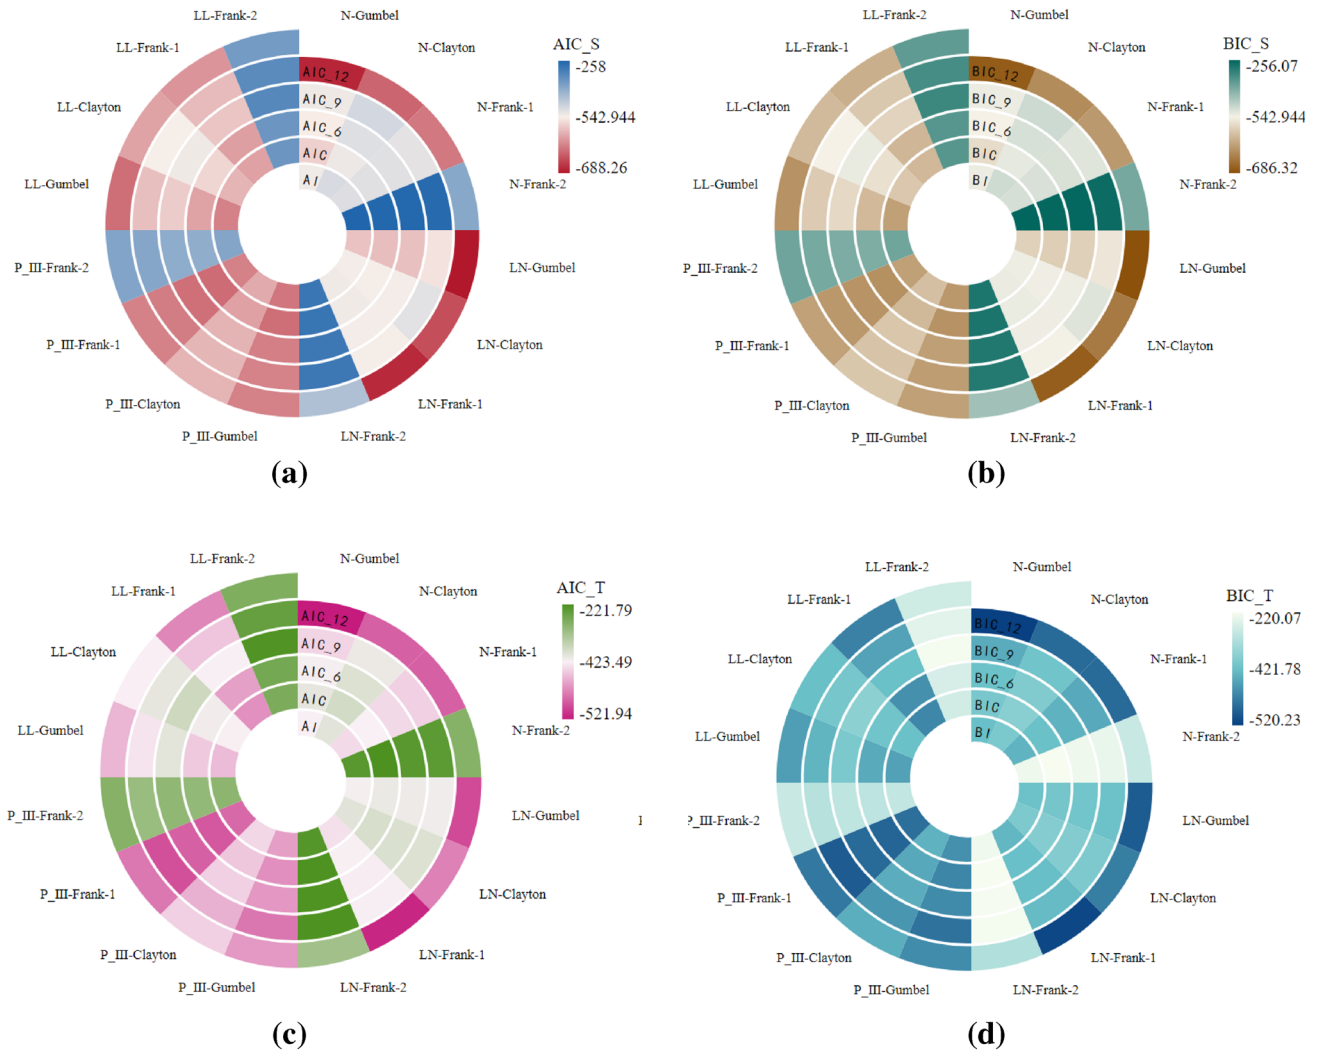 LL-Frank-2
N-Gumbel
LL-Frank-1
N-Clayton
AIC_S
-258
-542.944
-688.26
AIC_12
AIC_9
AIC_6
AIC
AI
LL-Clayton
N-Frank-1
LL-Gumbel
N-Frank-2
P_III-Frank-2
LN-Gumbel
P_III-Frank-1
LN-Clayton
P_III-Clayton
LN-Frank-1
P_III-Gumbel
LN-Frank-2
(a)
LL-Frank-2
N-Gumbel
LL-Frank-1
N-Clayton
BIC_S
-256.07
-542.944
-686.32
BIC_12
BIC_9
BIC_6
BIC
BI
LL-Clayton
N-Frank-1
LL-Gumbel
N-Frank-2
P_III-Frank-2
LN-Gumbel
P_III-Frank-1
LN-Clayton
P_III-Clayton
LN-Frank-1
P_III-Gumbel
LN-Frank-2
(b)
LL-Frank-2
N-Gumbel
LL-Frank-1
N-Clayton
AIC_T
-221.79
-423.49
-521.94
AIC_12
AIC_9
AIC_6
AIC
AI
LL-Clayton
N-Frank-1
LL-Gumbel
N-Frank-2
P_III-Frank-2
LN-Gumbel
P_III-Frank-1
LN-Clayton
P_III-Clayton
LN-Frank-1
P_III-Gumbel
LN-Frank-2
(c)
LL-Frank-2
N-Gumbel
LL-Frank-1
N-Clayton
BIC_T
-220.07
-421.78
-520.23
BIC_12
BIC_9
BIC_6
BIC
BI
LL-Clayton
N-Frank-1
LL-Gumbel
N-Frank-2
P_III-Frank-2
LN-Gumbel
P_III-Frank-1
LN-Clayton
P_III-Clayton
LN-Frank-1
P_III-Gumbel
LN-Frank-2
(d)